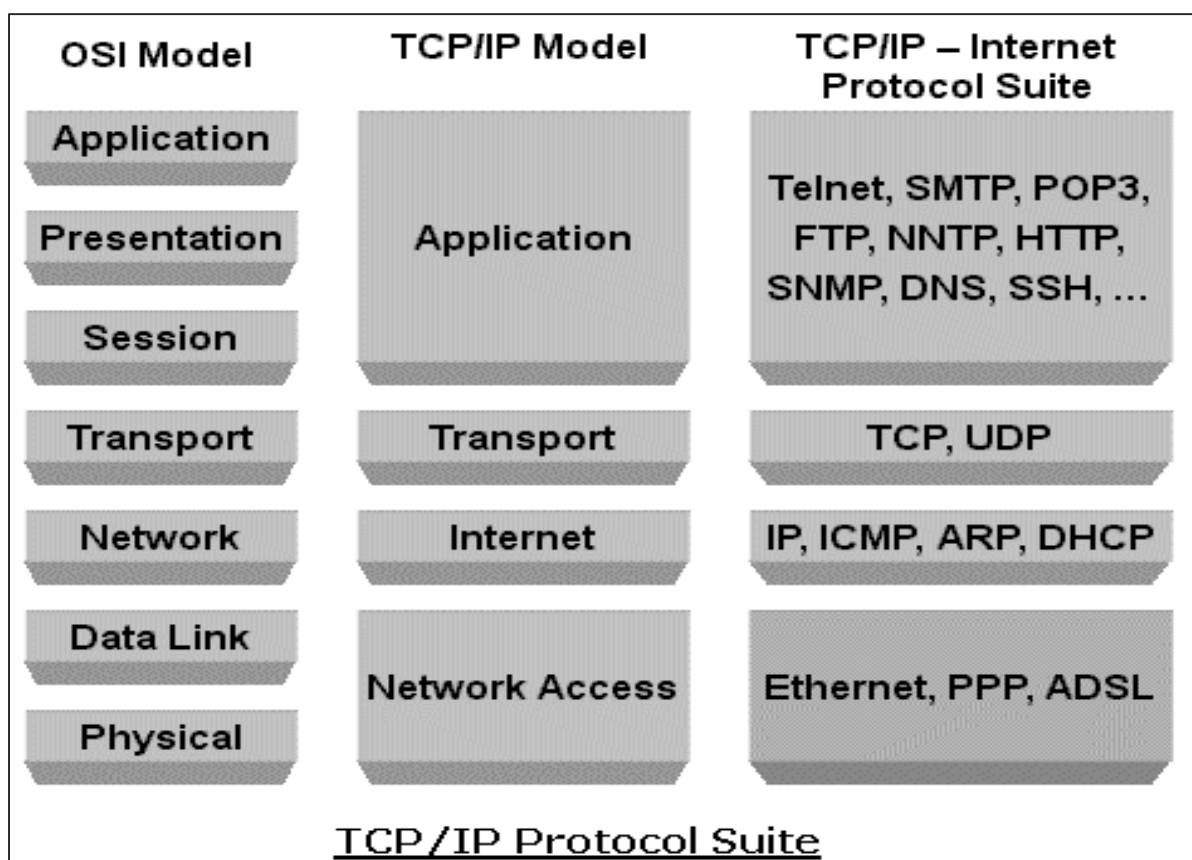 OSI Model
TCP/IP Model
TCP/IP – Internet
Protocol Suite
Application
Presentation
Session
Transport
Network
Data Link
Physical
Application
Transport
Internet
Network Access
Telnet, SMTP, POP3,
FTP, NNTP, HTTP,
SNMP, DNS, SSH, ...
TCP, UDP
IP, ICMP, ARP, DHCP
Ethernet, PPP, ADSL
TCP/IP Protocol Suite